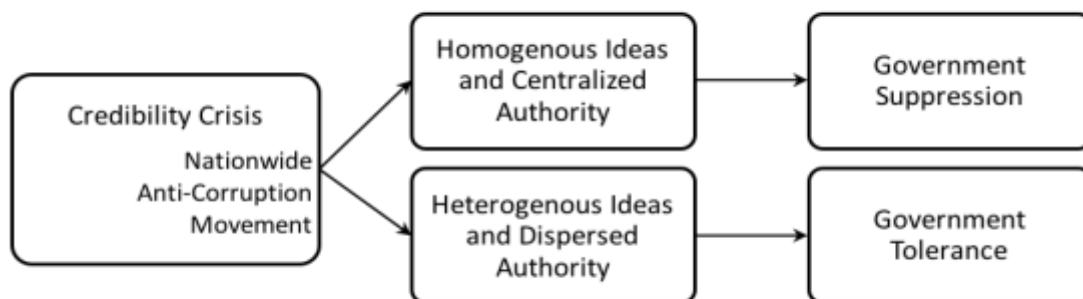 Credibility Crisis
Nationwide
Anti-Corruption
Movement
Homogenous Ideas
and Centralized
Authority
Government
Suppression
Heterogenous Ideas
and Dispersed
Authority
Government
Tolerance